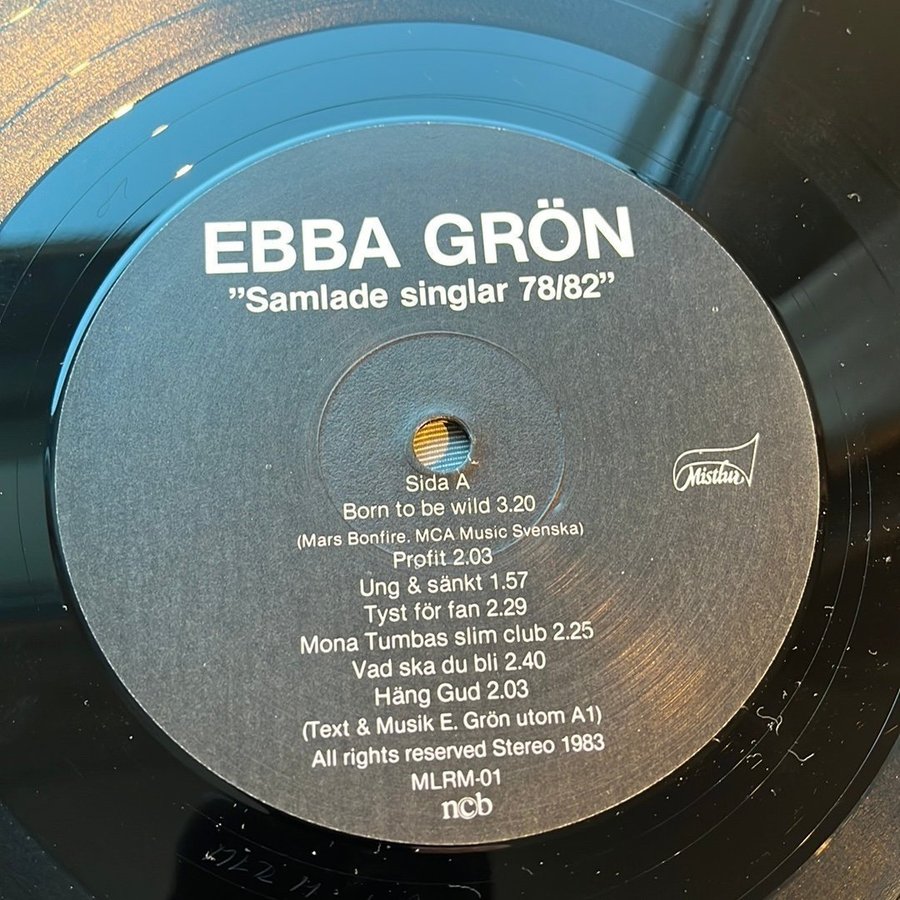 EBBA GRÖN
”Samlade singlar 78/82”
Mistlur
Sida A
Born to be wild 3.20
(Mars Bonfire. MCA Music Svenska)
Profit 2.03
Ung & sänkt 1.57
Tyst för fan 2.29
Mona Tumbas slim club 2.25
Vad ska du bli 2.40
Häng Gud 2.03
(Text & Musik E. Grön utom A1)
All rights reserved Stereo 1983
MLRM-01
ncb